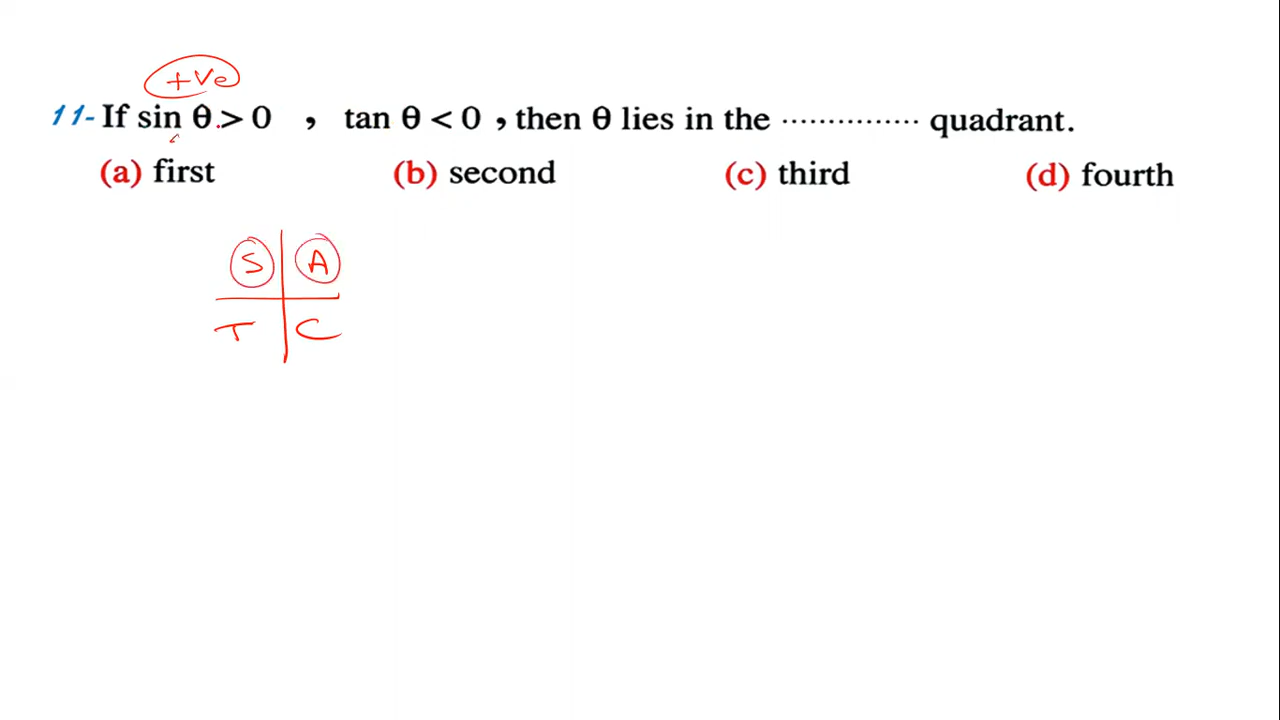 +ve
11- If sin θ > 0 , tan θ < 0 , then θ lies in the ............... quadrant.
(a) first (b) second (c) third (d) fourth
S A
T C